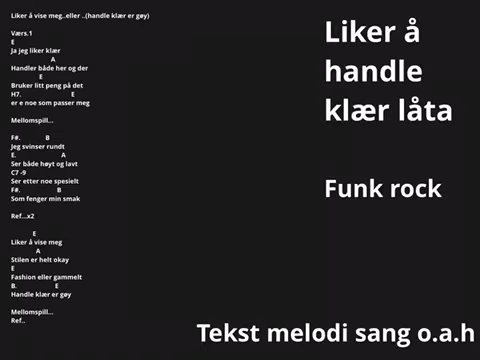 Liker å vise meg..eller ..(handle klær er gøy)
Værs.1
E
Ja jeg liker klær
A
Handler både her og der
E
Bruker litt peng på det
H7. E
er e noe som passer meg
Mellomspill...
F#. B
Jeg svinser rundt
E. A
Ser både høyt og lavt
C7 -9
Ser etter noe spesielt
F#. B
Som fenger min smak
Ref...x2
E
Liker å vise meg
A
Stilen er helt okay
E
Fashion eller gammelt
B. E
Handle klær er gøy
Mellomspill...
Ref..
Liker å
handle
klær låta
Funk rock
Tekst melodi sang o.a.h